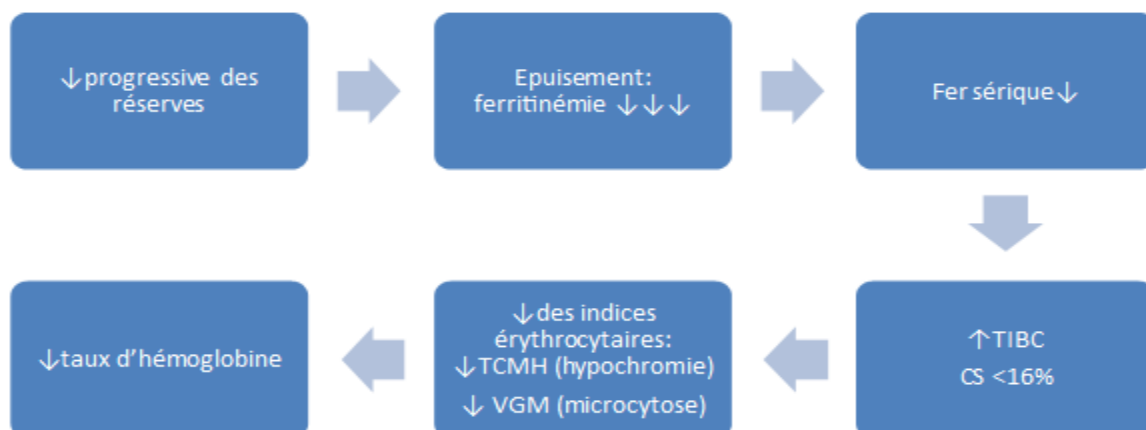 ↓progressive des
réserves
Epuisement:
ferritinémie ↓↓↓
Fer sérique↓
↑TIBC
CS <16%
↓des indices
érythrocytaires:
↓TCMH (hypochromie)
↓ VGM (microcytose)
↓taux d'hémoglobine